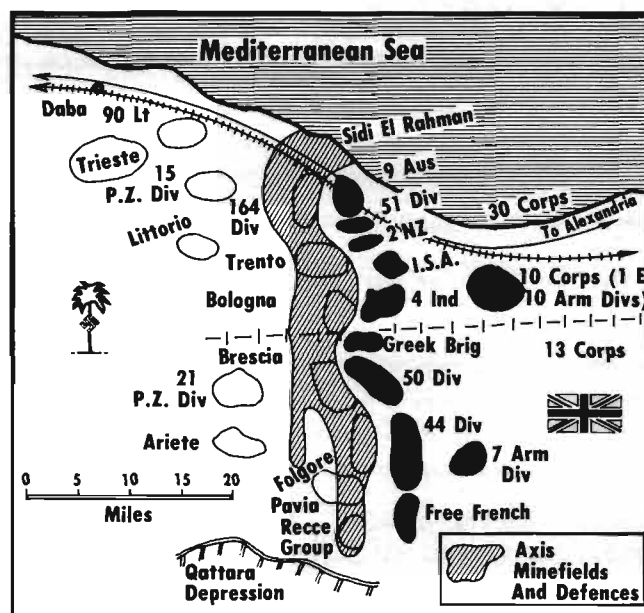 Mediterranean Sea
Daba
90 Lt
Sidi El Rahman
Trieste
9 Aus
15
P.Z. Div
51 Div
30 Corps
164
Div
2 NZ
To Alexandria
Littorio
I.S.A.
Trento
10 Corps (1 E
10 Arm Divs)
Bologna
4 Ind
Greek Brig
13 Corps
Brescia
21
P.Z. Div
50 Div
44 Div
Ariete
7 Arm
Div
Folgore
0 5 10 15 20
Miles
Pavia
Recce
Group
Free French
Qattara
Depression
Axis
Minefields
And Defences